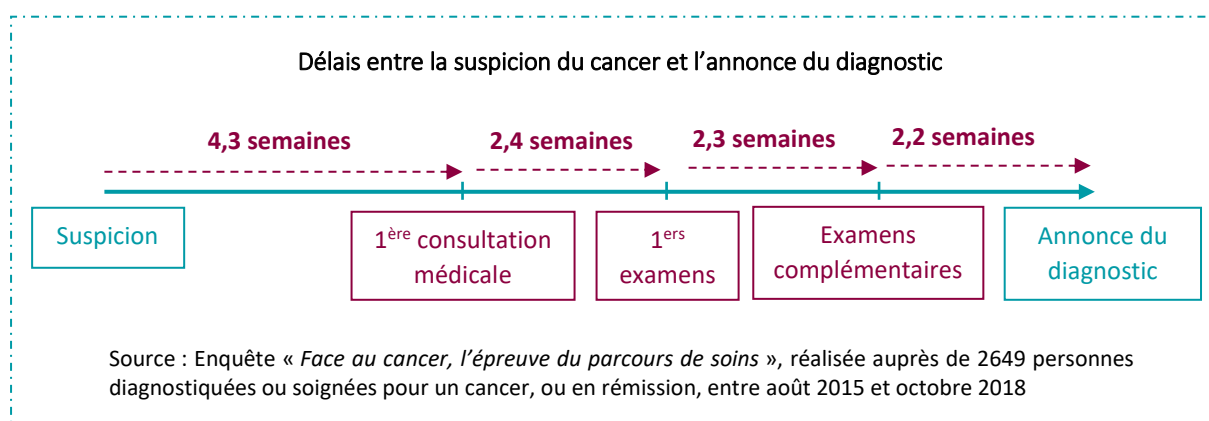 Délais entre la suspicion du cancer et l’annonce du diagnostic
4,3 semaines
2,4 semaines
2,3 semaines
2,2 semaines
Suspicion
1ère consultation
médicale
1ers
examens
Examens
complémentaires
Annonce du
diagnostic
Source : Enquête « Face au cancer, l’épreuve du parcours de soins », réalisée auprès de 2649 personnes
diagnostiquées ou soignées pour un cancer, ou en rémission, entre août 2015 et octobre 2018